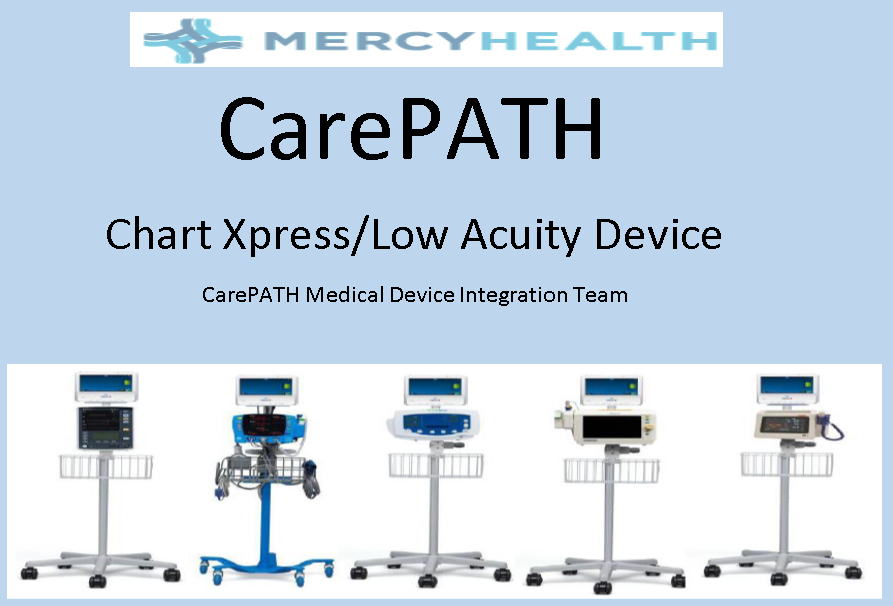 MERCYHEALTH
CarePATH
Chart Xpress/Low Acuity Device
CarePATH Medical Device Integration Team